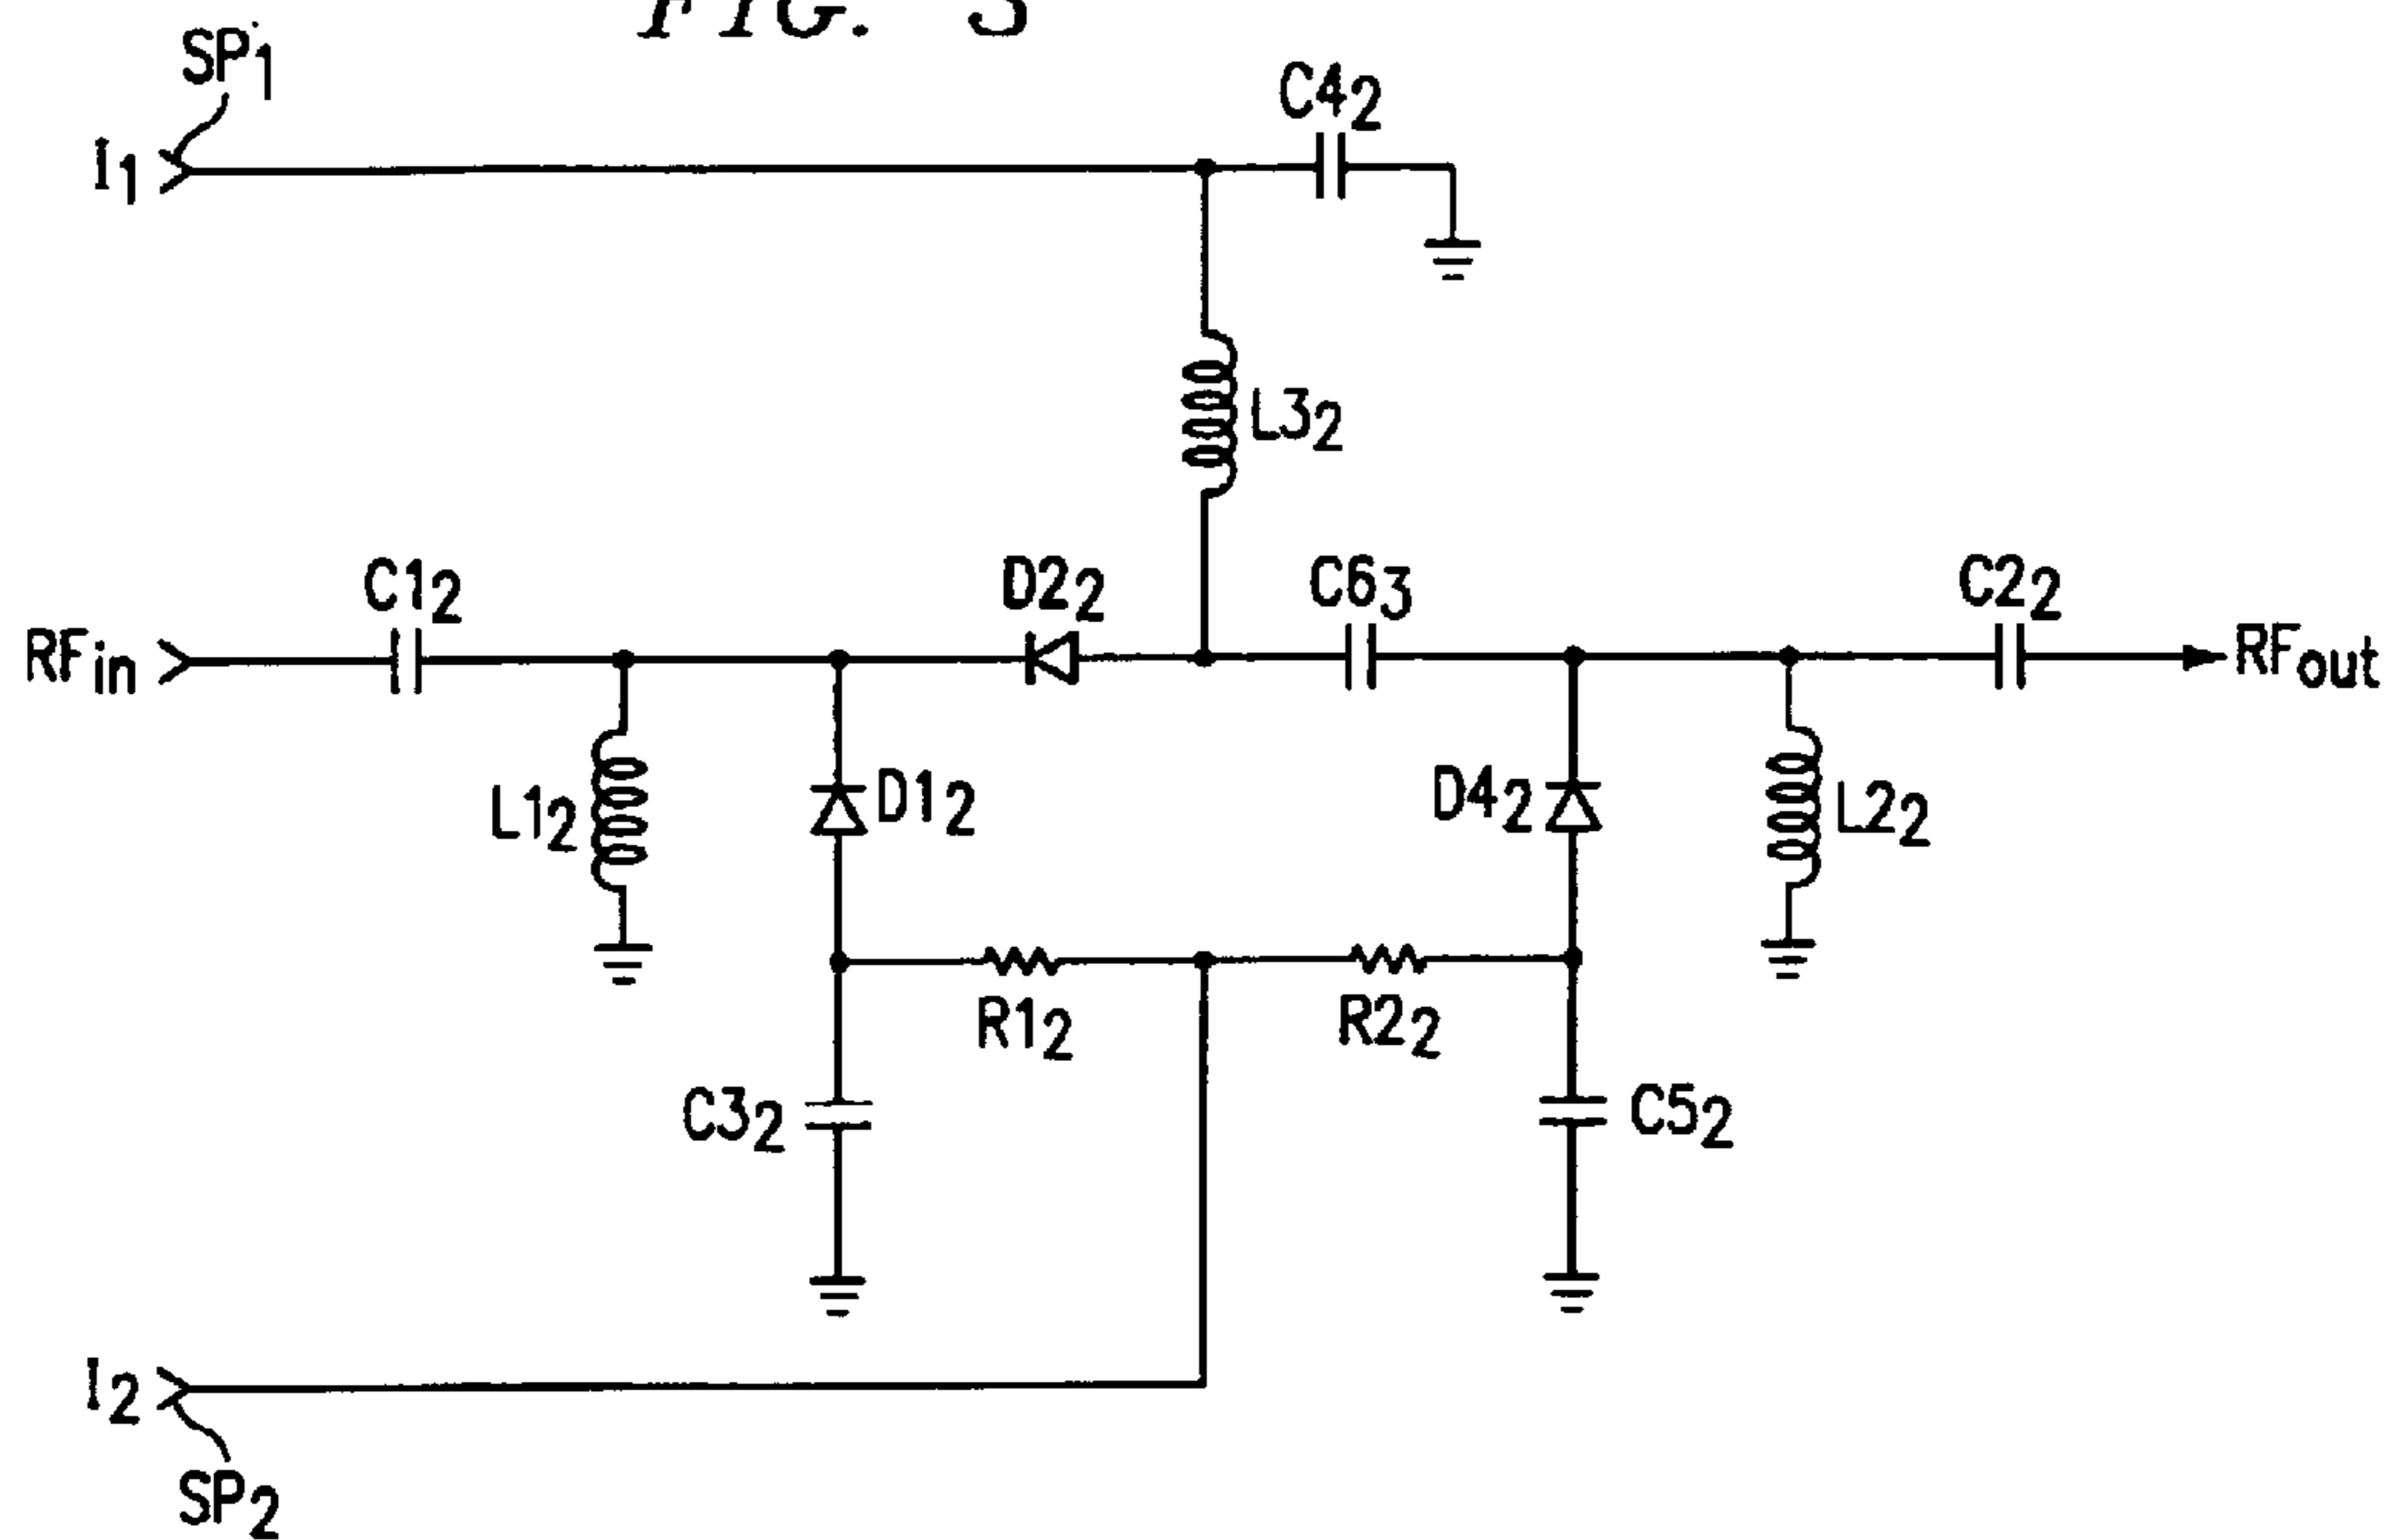 FIG. 3
SP1
C42
I1
L32
C12
D22
C63
C22
RFin
RFout
L12
D12
D42
L22
R12
R22
C32
C52
I2
SP2